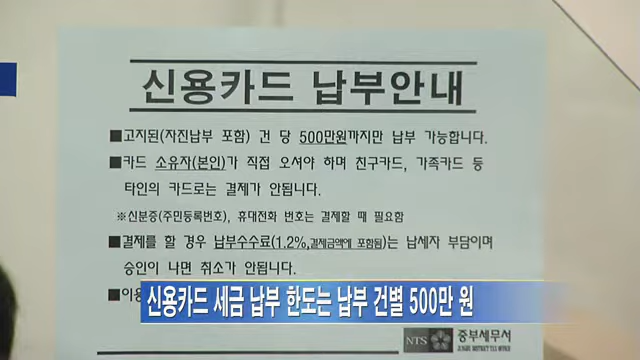 신용카드 납부안내
■고지된(자진납부 포함) 건 당 500만원까지만 납부 가능합니다.
■카드 소유자(본인)가 직접 오셔야 하며 친구카드, 가족카드 등
타인의 카드로는 결제가 안됩니다.
※신분증(주민등록번호), 휴대전화 번호는 결제할 때 필요함
■결제를 할 경우 납부수수료(1.2%,결제금액에 포함됨)는 납세자 부담이며
승인이 나면 취소가 안됩니다.
■이용
신용카드 세금 납부 한도는 납부 건별 500만 원
NTS 중부세무서